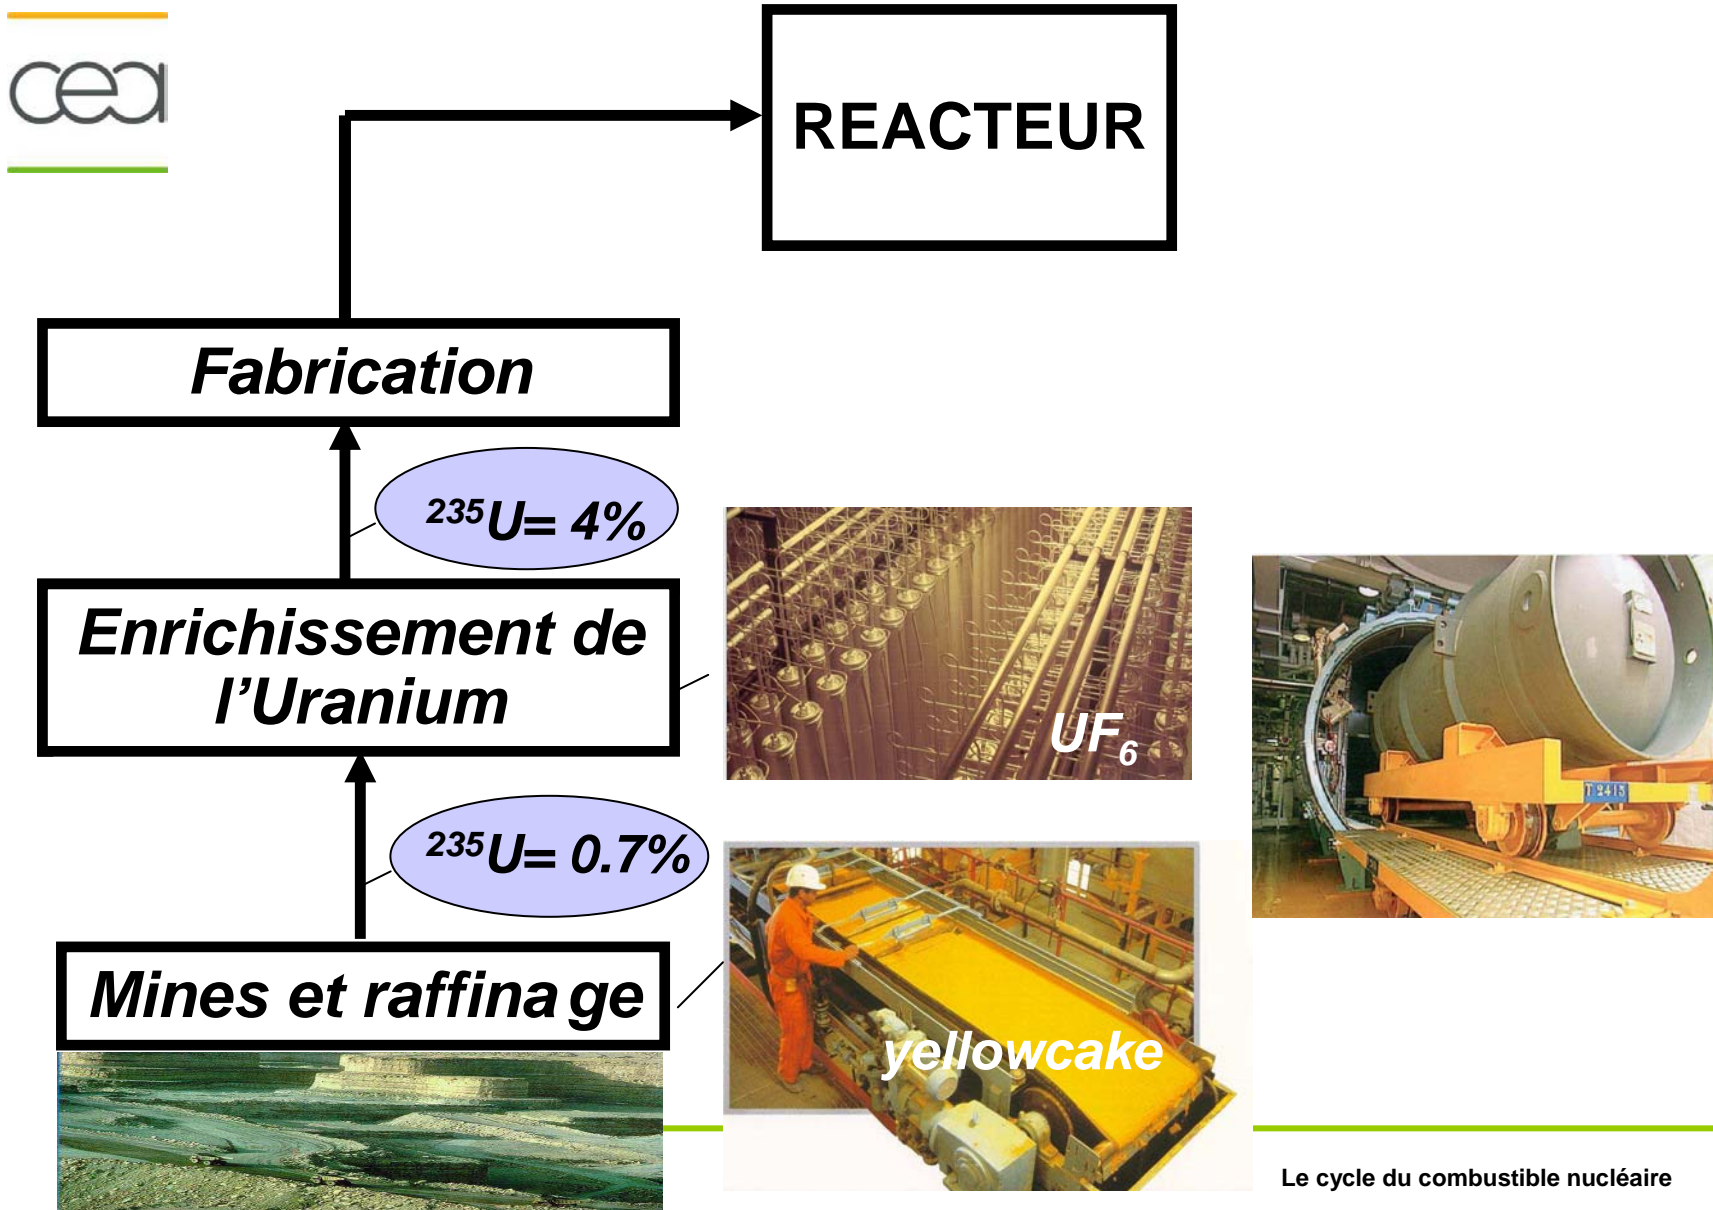 cea
REACTEUR
Fabrication
²³⁵U= 4%
Enrichissement de
l’Uranium
UF₆
T 2415
²³⁵U= 0.7%
Mines et raffinage
yellowcake
Le cycle du combustible nucléaire